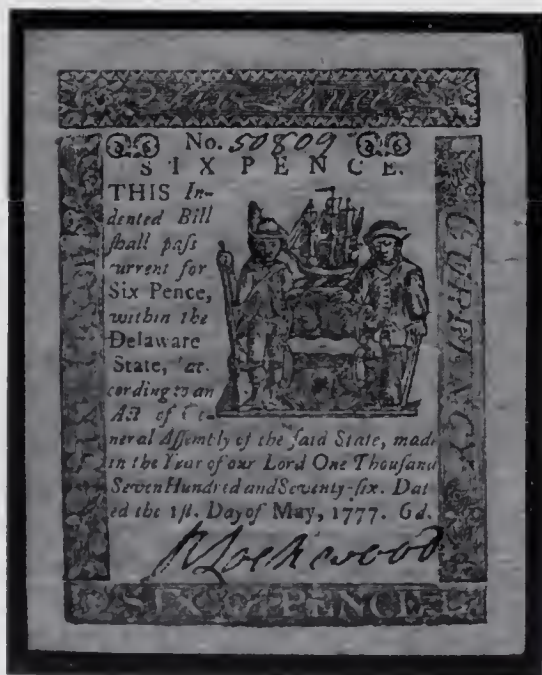 No. 50809
SIX PENCE.
THIS In-
dented Bill
ſhall paſs
current for
Six Pence,
within the
Delaware
State, ac-
cording to an
Act of Ge-
neral Aſſembly of the ſaid State, made
in the Year of our Lord One Thouſand
Seven Hundred and Seventy-ſix. Dat-
ed the 1ſt. Day of May, 1777. 6d.
CURRENCY
SIX PENCE